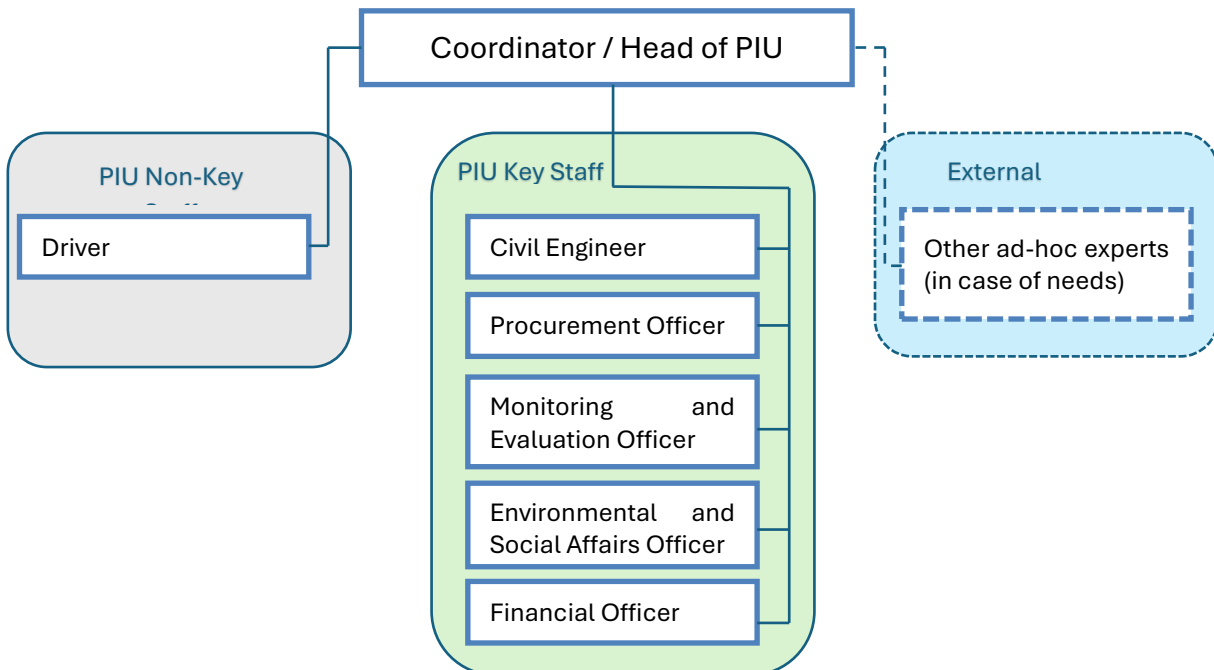 Coordinator / Head of PIU
PIU Non-Key
Driver
PIU Key Staff
Civil Engineer
Procurement Officer
Monitoring and
Evaluation Officer
Environmental and
Social Affairs Officer
Financial Officer
External
Other ad-hoc experts
(in case of needs)